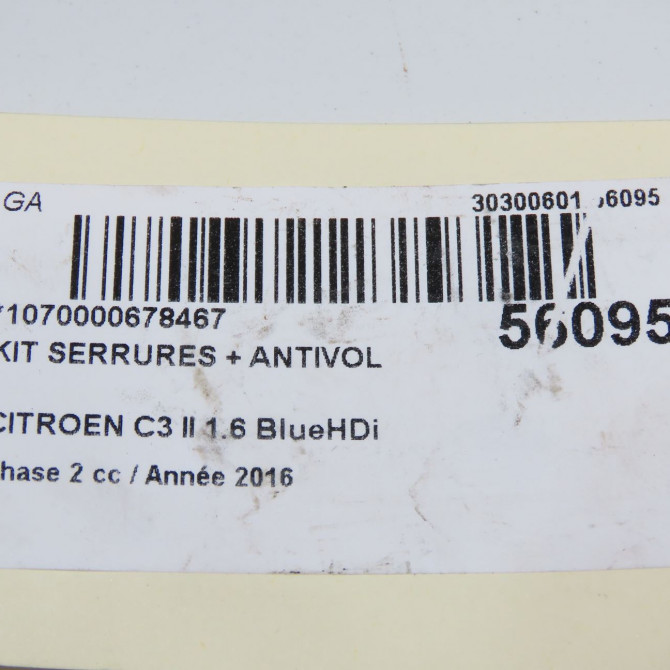 GA 30300601 6095
1070000678467 56095
KIT SERRURES + ANTIVOL
CITROEN C3 II 1.6 BlueHDi
hase 2 cc / Année 2016